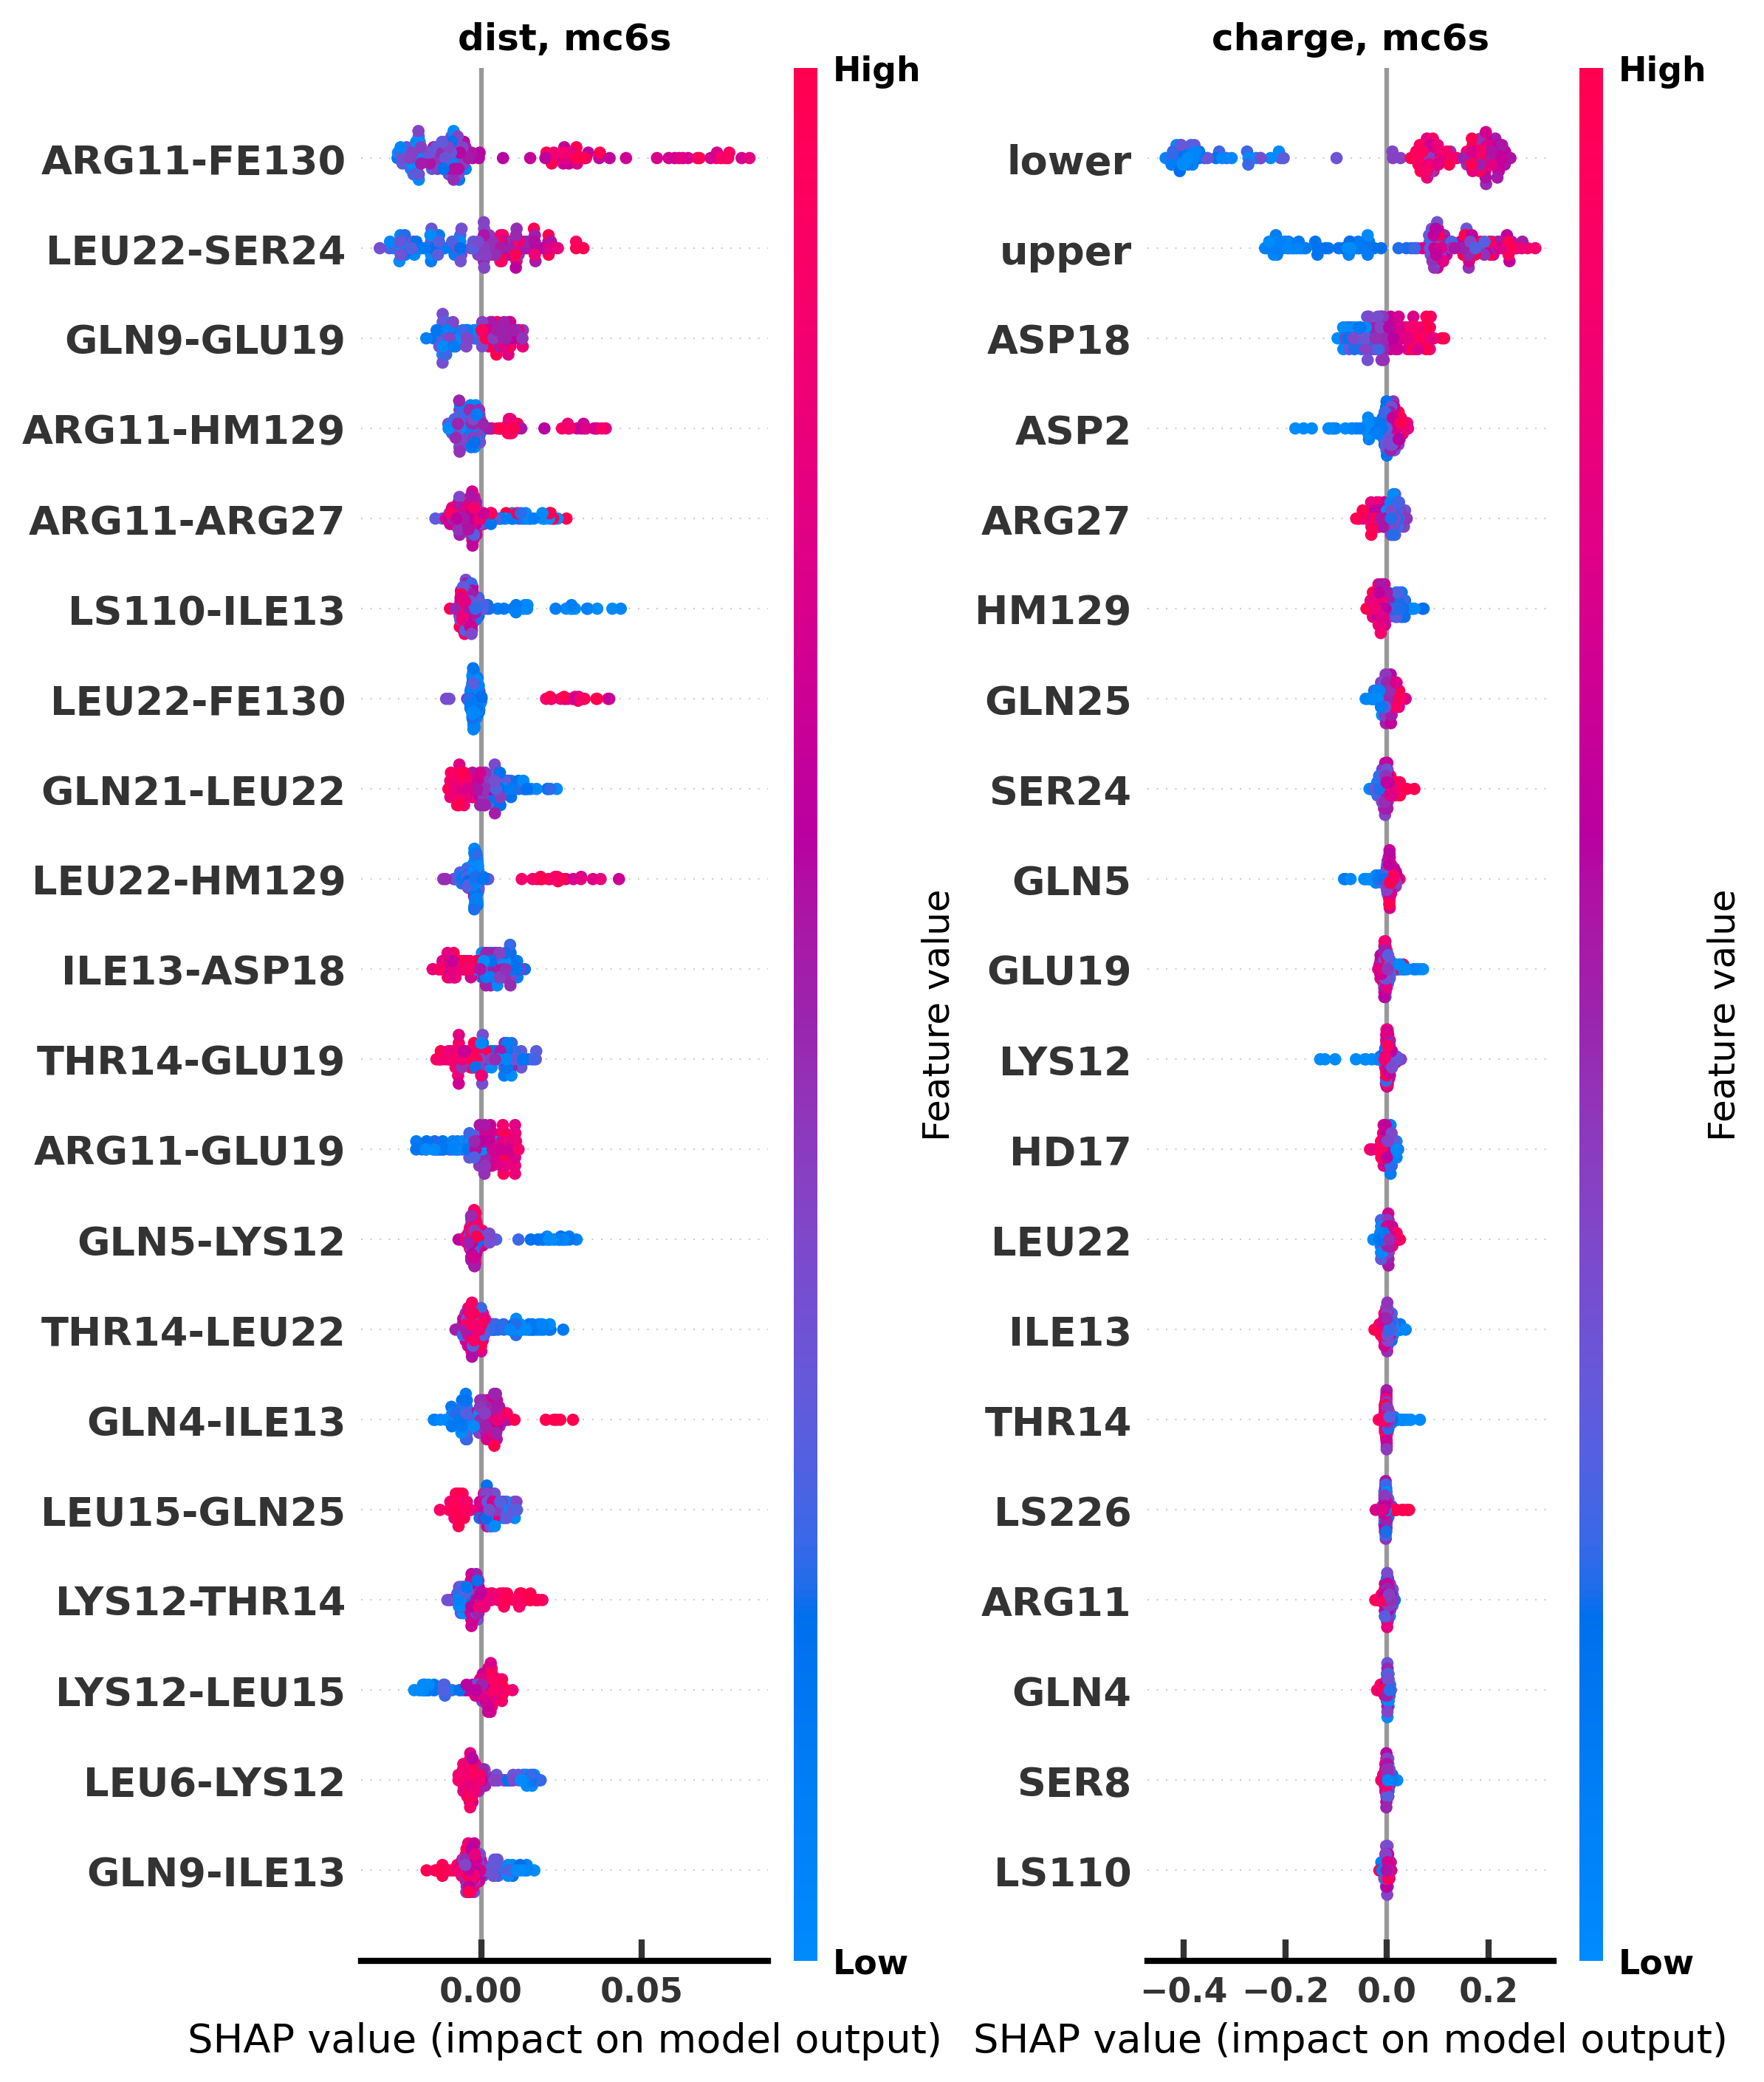 dist, mc6s
High
ARG11-FE130
LEU22-SER24
GLN9-GLU19
ARG11-HM129
ARG11-ARG27
LS110-ILE13
LEU22-FE130
GLN21-LEU22
LEU22-HM129
ILE13-ASP18
THR14-GLU19
ARG11-GLU19
GLN5-LYS12
THR14-LEU22
GLN4-ILE13
LEU15-GLN25
LYS12-THR14
LYS12-LEU15
LEU6-LYS12
GLN9-ILE13
Feature value
Low
0.00 0.05
SHAP value (impact on model output)
charge, mc6s
High
lower
upper
ASP18
ASP2
ARG27
HM129
GLN25
SER24
GLN5
GLU19
LYS12
HD17
LEU22
ILE13
THR14
LS226
ARG11
GLN4
SER8
LS110
Feature value
Low
−0.4 −0.2 0.0 0.2
SHAP value (impact on model output)